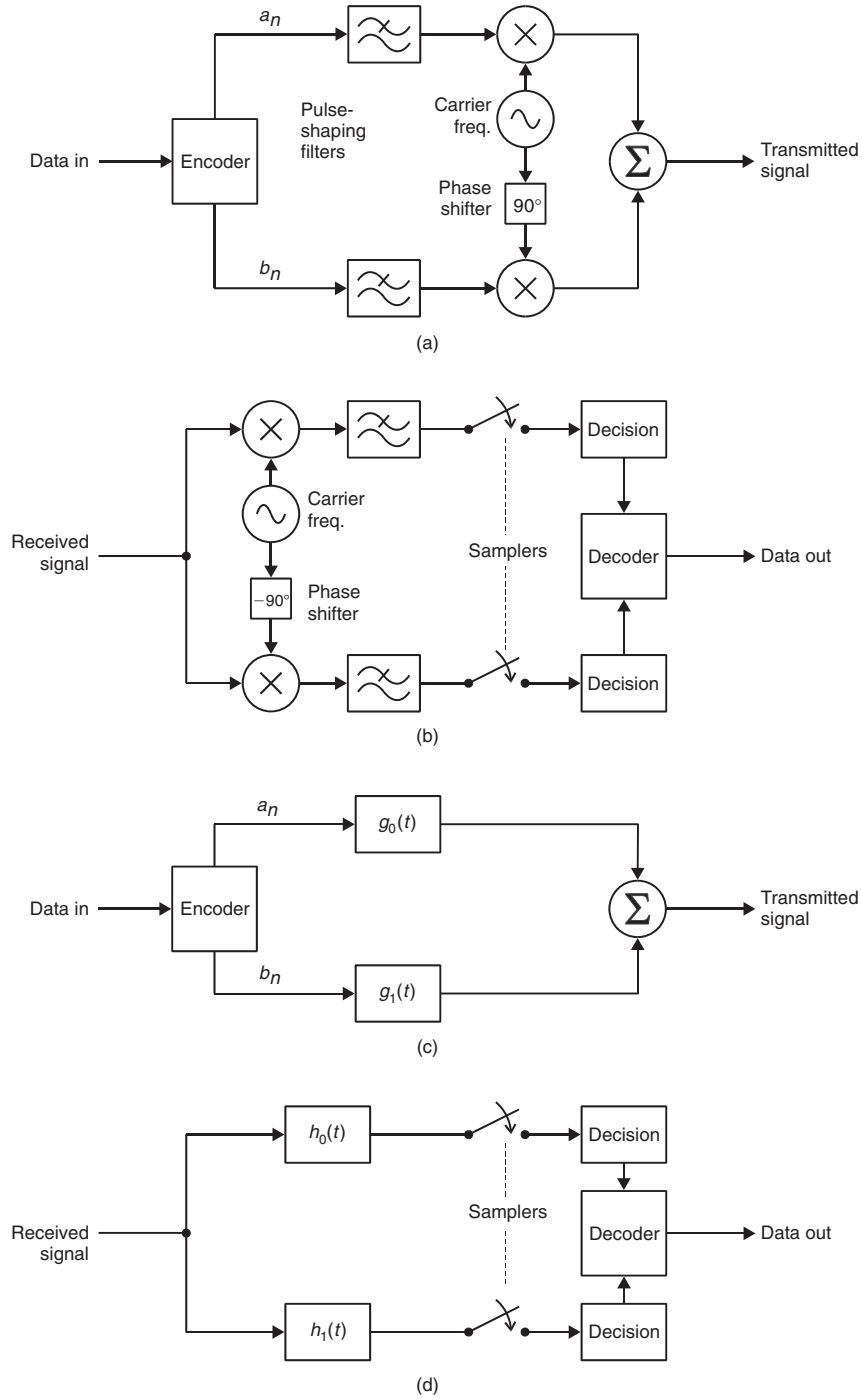 a_n
Pulse-
shaping
filters
Carrier
freq.
Data in
Encoder
Σ
Transmitted
signal
Phase
shifter
90°
b_n
(a)
Decision
Carrier
freq.
Received
signal
Samplers
Decoder
Data out
−90°
Phase
shifter
Decision
(b)
a_n
g_0(t)
Data in
Encoder
Σ
Transmitted
signal
b_n
g_1(t)
(c)
h_0(t)
Decision
Samplers
Received
signal
Decoder
Data out
h_1(t)
Decision
(d)